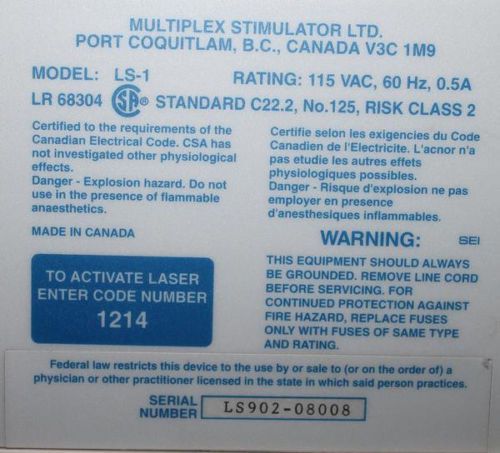 MULTIPLEX STIMULATOR LTD.
PORT COQUITLAM, B.C., CANADA V3C 1M9
MODEL: LS-1 RATING: 115 VAC, 60 Hz, 0.5A
LR 68304 CSA ® STANDARD C22.2, No.125, RISK CLASS 2
Certified to the requirements of the
Canadian Electrical Code. CSA has
not investigated other physiological
effects.
Danger - Explosion hazard. Do not
use in the presence of flammable
anaesthetics.
MADE IN CANADA
Certifie selon les exigencies du Code
Canadien de l'Electricite. L'acnor n'a
pas etudie les autres effets
physiologiques possibles.
Danger - Risque d'explosion ne pas
employer en presence
d'anesthesiques inflammables.
WARNING: SEI
THIS EQUIPMENT SHOULD ALWAYS
BE GROUNDED. REMOVE LINE CORD
BEFORE SERVICING. FOR
CONTINUED PROTECTION AGAINST
FIRE HAZARD, REPLACE FUSES
ONLY WITH FUSES OF SAME TYPE
AND RATING.
TO ACTIVATE LASER
ENTER CODE NUMBER
1214
Federal law restricts this device to the use by or sale to (or on the order of) a
physician or other practitioner licensed in the state in which said person practices.
SERIAL
NUMBER LS902-08008